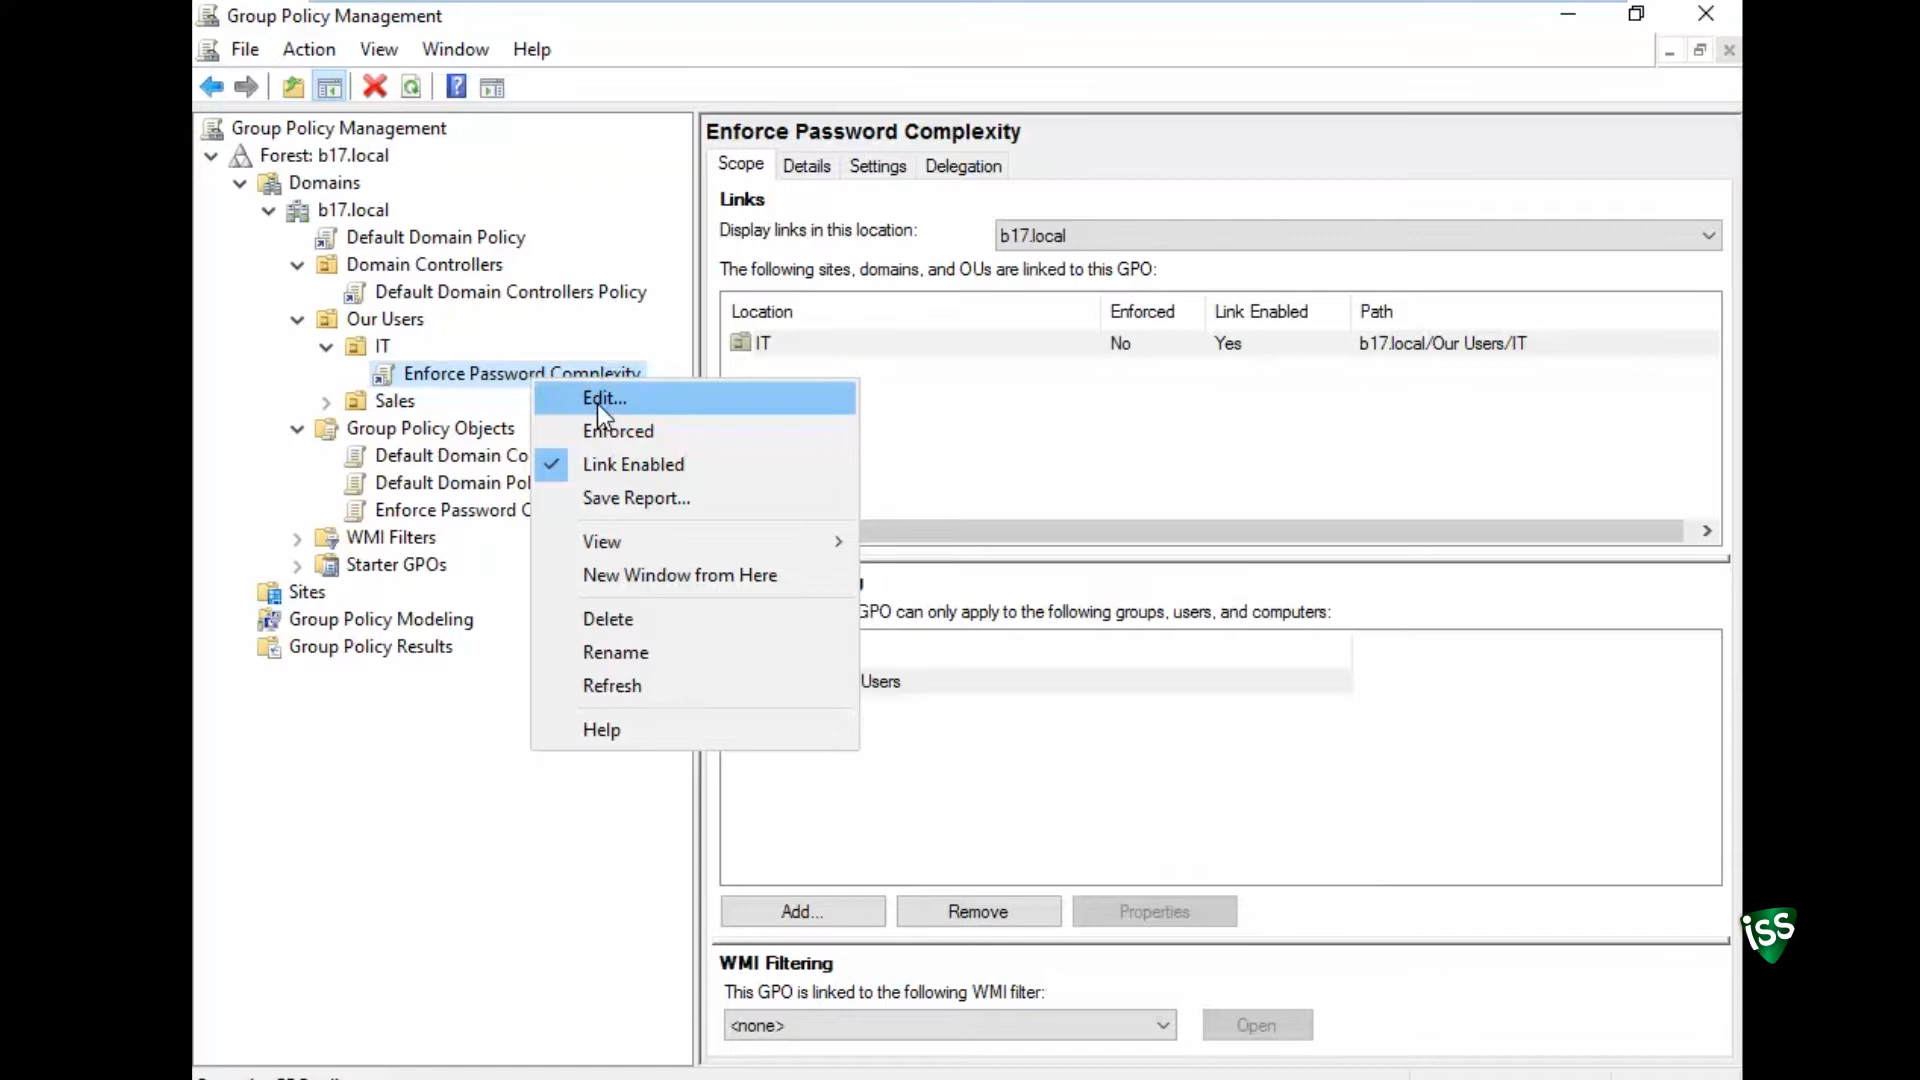 Group Policy Management
File Action View Window Help
Group Policy Management
Forest: b17.local
Domains
b17.local
Default Domain Policy
Domain Controllers
Default Domain Controllers Policy
Our Users
IT
Enforce Password Complexity
Sales
Group Policy Objects
Default Domain Co
Default Domain Pol
Enforce Password C
WMI Filters
Starter GPOs
Sites
Group Policy Modeling
Group Policy Results
Edit...
Enforced
Link Enabled
Save Report...
View
New Window from Here
Delete
Rename
Refresh
Help
Enforce Password Complexity
Scope Details Settings Delegation
Links
Display links in this location: b17.local
The following sites, domains, and OUs are linked to this GPO:
Location Enforced Link Enabled Path
IT No Yes b17.local/Our Users/IT
GPO can only apply to the following groups, users, and computers:
Users
Add... Remove Properties
WMI Filtering
This GPO is linked to the following WMI filter:
<none> Open
iss